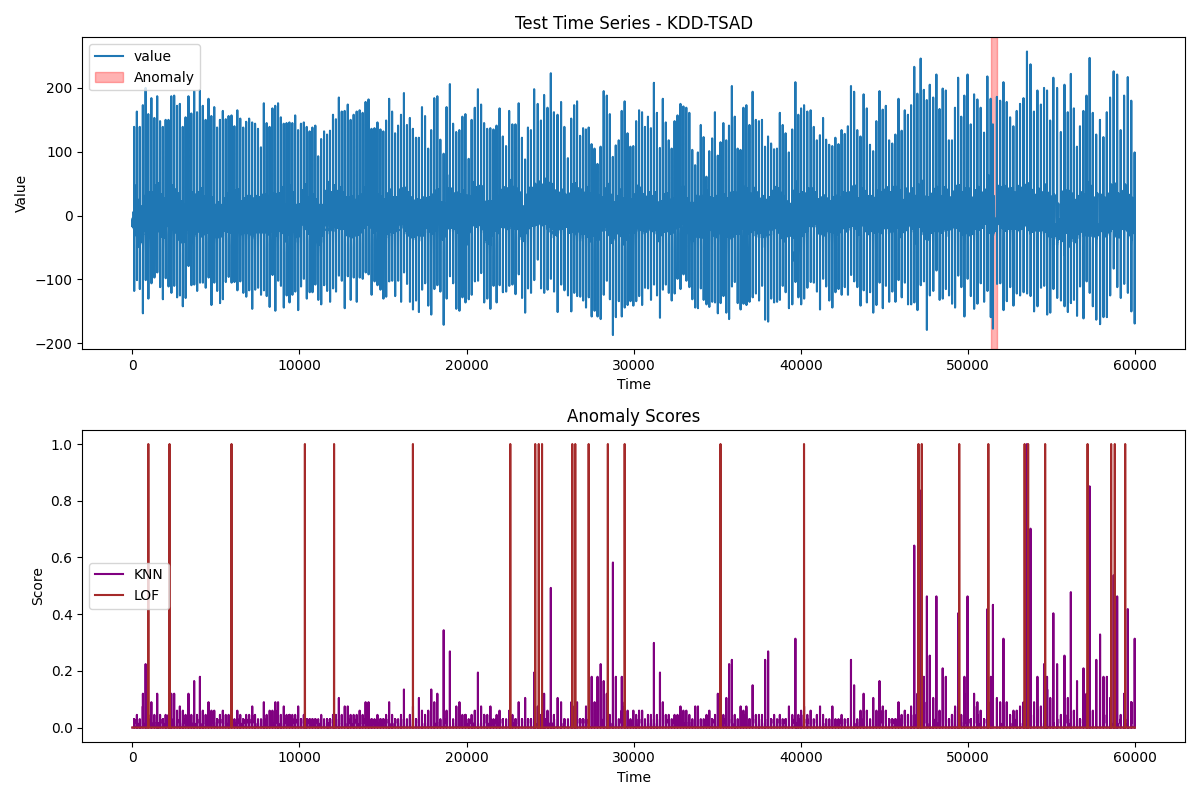 Test Time Series - KDD-TSAD
value
Anomaly
Value
200
100
0
−100
−200
0 10000 20000 30000 40000 50000 60000
Time
Anomaly Scores
KNN
LOF
Score
1.0
0.8
0.6
0.4
0.2
0.0
0 10000 20000 30000 40000 50000 60000
Time